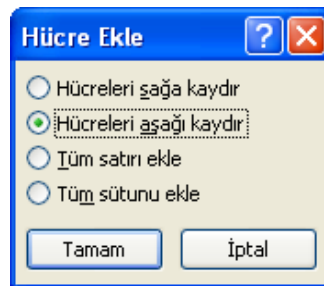 Hücre Ekle
Hücreleri sağa kaydır
Hücreleri aşağı kaydır
Tüm satırı ekle
Tüm sütunu ekle
Tamam İptal